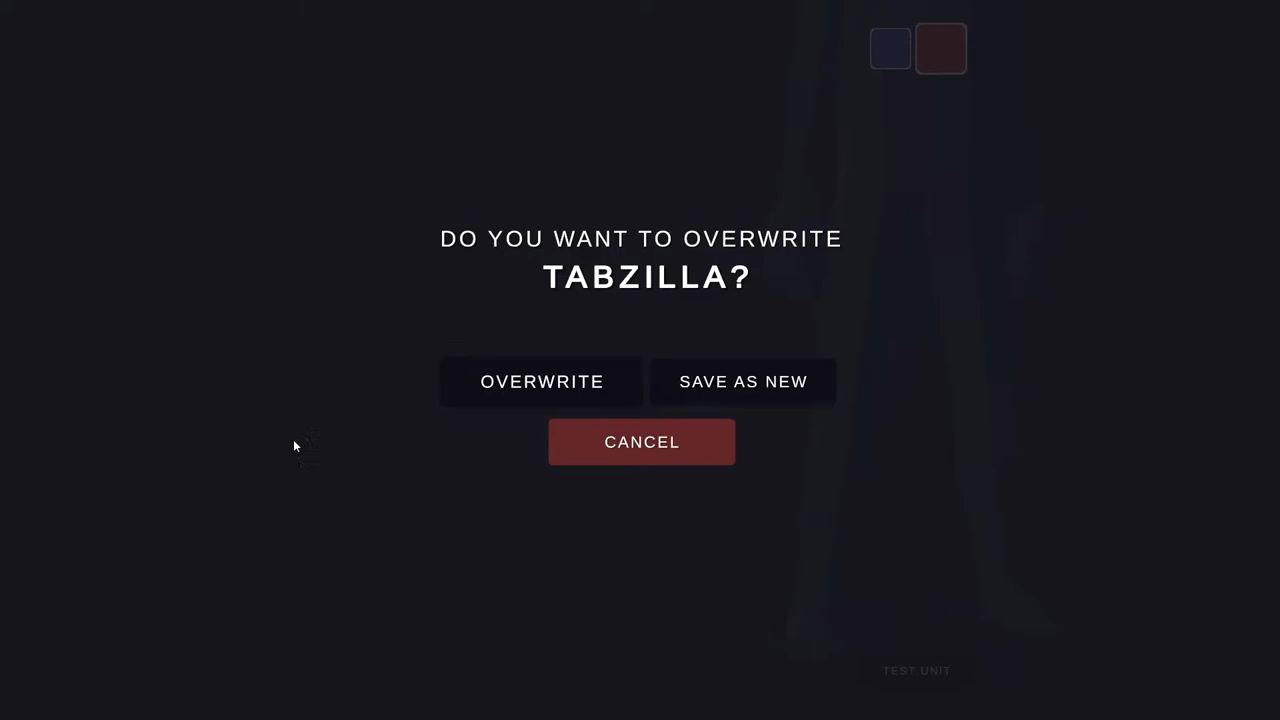 DO YOU WANT TO OVERWRITE
TABZILLA?
OVERWRITE
SAVE AS NEW
CANCEL
TEST UNIT